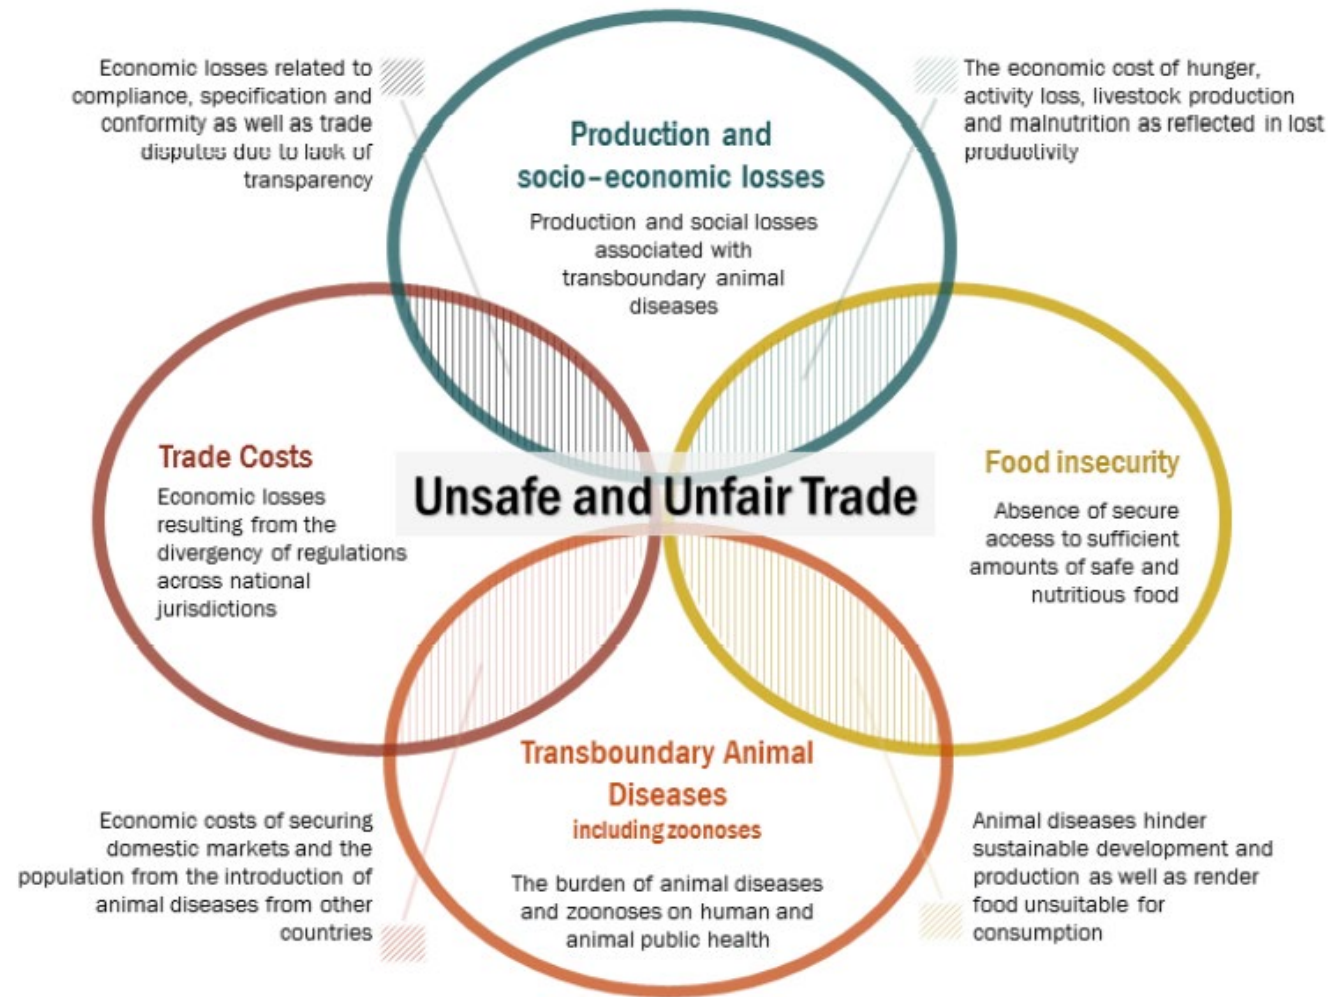 Economic losses related to
compliance, specification and
conformity as well as trade
disputes due to lack of
transparency
The economic cost of hunger,
activity loss, livestock production
and malnutrition as reflected in lost
productivity
Production and
socio-economic losses
Production and social losses
associated with
transboundary animal
diseases
Trade Costs
Economic losses
resulting from the
divergency of regulations
across national
jurisdictions
Unsafe and Unfair Trade
Food insecurity
Absence of secure
access to sufficient
amounts of safe and
nutritious food
Transboundary Animal
Diseases
including zoonoses
The burden of animal diseases
and zoonoses on human and
animal public health
Economic costs of securing
domestic markets and the
population from the introduction of
animal diseases from other
countries
Animal diseases hinder
sustainable development and
production as well as render
food unsuitable for
consumption